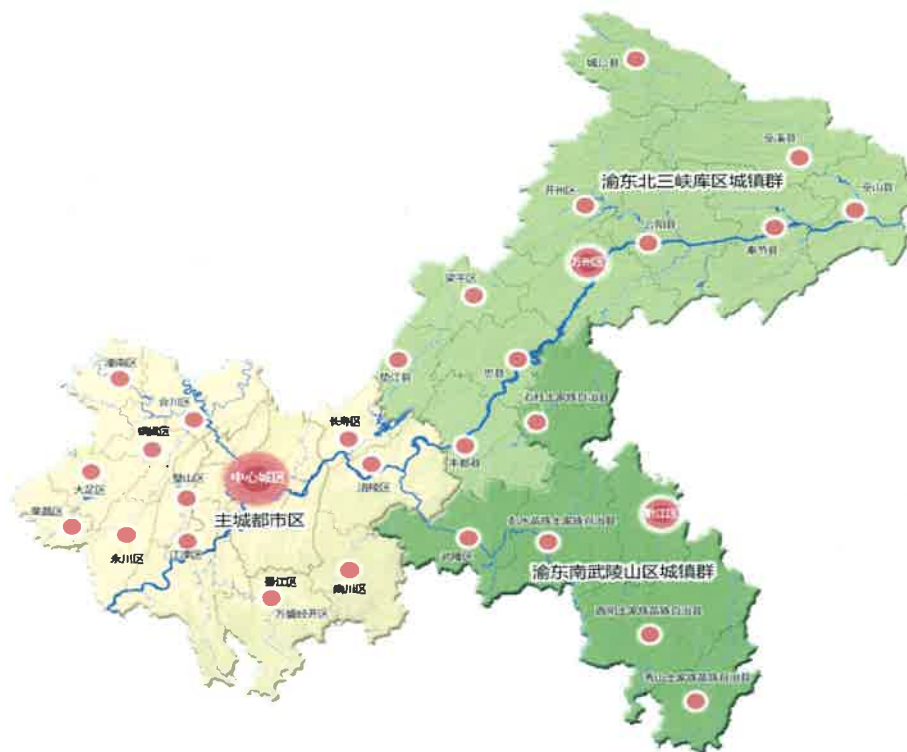 城口县
巫溪县
渝东北三峡库区城镇群
开州区
巫山县
云阳县
奉节县
万州区
梁平区
忠县
垫江县
石柱土家族自治县
丰都县
潼南区
合川区
铜梁区
长寿区
大足区
璧山区
中心城区
涪陵区
主城都市区
荣昌区
永川区
江津区
綦江区
万盛经开区
南川区
黔江区
武隆区
彭水苗族土家族自治县
渝东南武陵山区城镇群
酉阳土家族苗族自治县
秀山土家族苗族自治县